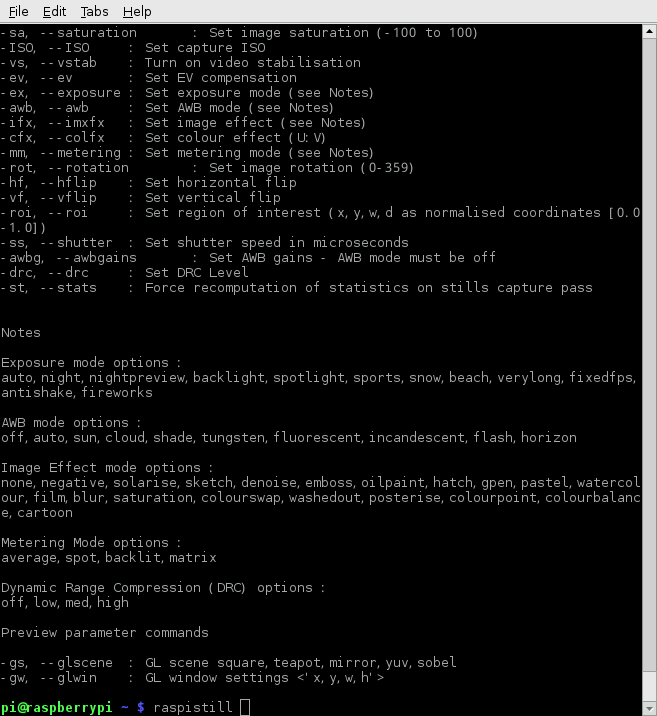 File Edit Tabs Help
-sa, --saturation : Set image saturation (-100 to 100)
-ISO, --ISO : Set capture ISO
-vs, --vstab : Turn on video stabilisation
-ev, --ev : Set EV compensation
-ex, --exposure : Set exposure mode (see Notes)
-awb, --awb : Set AWB mode (see Notes)
-ifx, --imxfx : Set image effect (see Notes)
-cfx, --colfx : Set colour effect (U:V)
-mm, --metering : Set metering mode (see Notes)
-rot, --rotation : Set image rotation (0-359)
-hf, --hflip : Set horizontal flip
-vf, --vflip : Set vertical flip
-roi, --roi : Set region of interest (x,y,w,d as normalised coordinates [0.0
-1.0])
-ss, --shutter : Set shutter speed in microseconds
-awbg, --awbgains : Set AWB gains - AWB mode must be off
-drc, --drc : Set DRC Level
-st, --stats : Force recomputation of statistics on stills capture pass
Notes
Exposure mode options :
auto,night,nightpreview,backlight,spotlight,sports,snow,beach,verylong,fixedfps,
antishake,fireworks
AWB mode options :
off,auto,sun,cloud,shade,tungsten,fluorescent,incandescent,flash,horizon
Image Effect mode options :
none,negative,solarise,sketch,denoise,emboss,oilpaint,hatch,gpen,pastel,watercol
our,film,blur,saturation,colourswap,washedout,posterise,colourpoint,colourbalanc
e,cartoon
Metering Mode options :
average,spot,backlit,matrix
Dynamic Range Compression (DRC) options :
off,low,med,high
Preview parameter commands
-gs, --glscene : GL scene square,teapot,mirror,yuv,sobel
-gw, --glwin : GL window settings <'x,y,w,h'>
pi@raspberrypi ~ $ raspistill